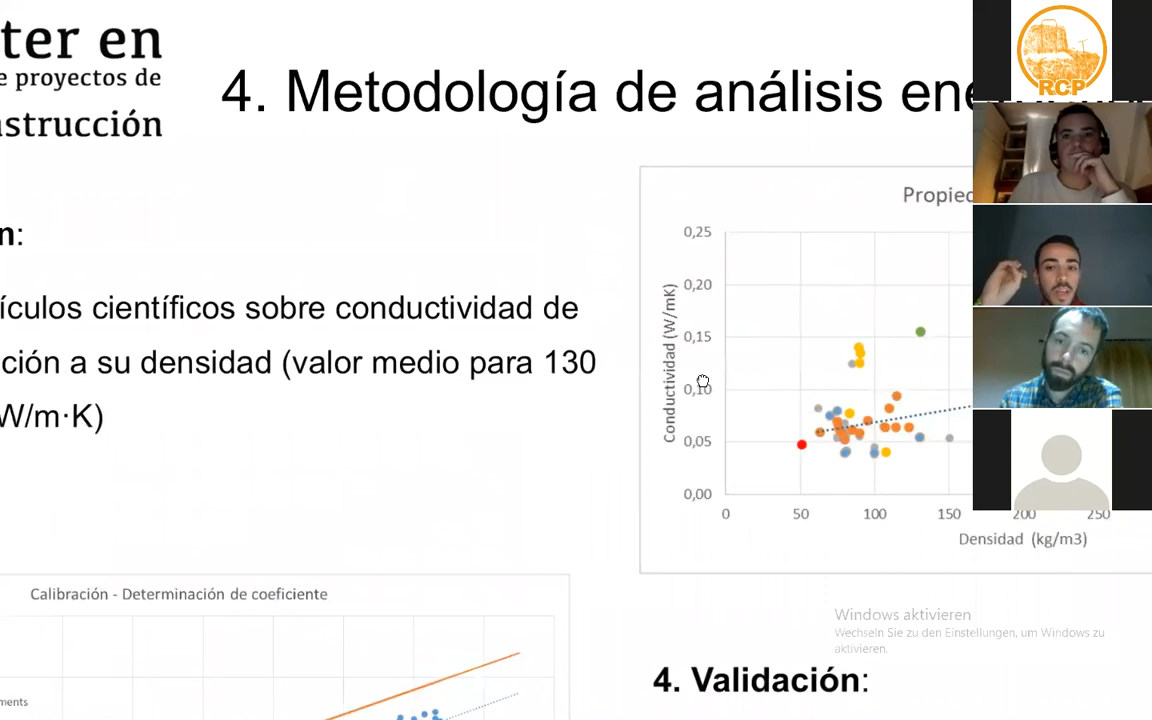 ter en
e proyectos de
nstrucción
4. Metodología de análisis
RCP
n:
ículos científicos sobre conductividad de
ción a su densidad (valor medio para 130
W/m·K)
Propied
Conductividad (W/mK)
0,25
0,20
0,15
0,10
0,05
0,00
0 50 100 150 200 250
Densidad (kg/m3)
Calibración - Determinación de coeficiente
ments
Windows aktivieren
Wechseln Sie zu den Einstellungen, um Windows zu
aktivieren.
4. Validación: